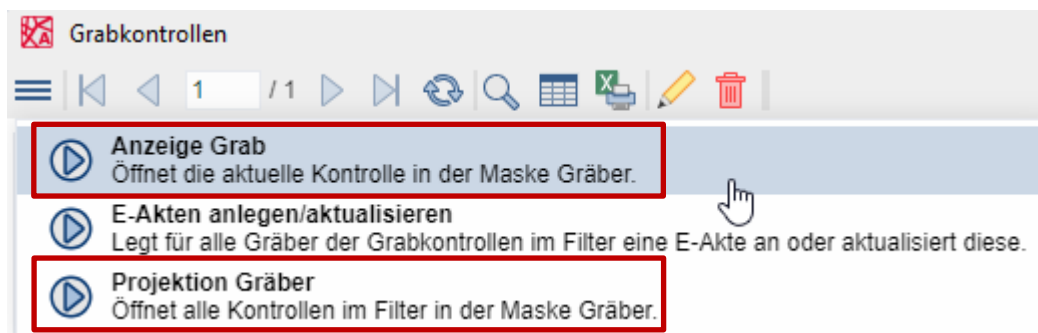 Grabkontrollen
1 / 1
Anzeige Grab
Öffnet die aktuelle Kontrolle in der Maske Gräber.
E-Akten anlegen/aktualisieren
Legt für alle Gräber der Grabkontrollen im Filter eine E-Akte an oder aktualisiert diese.
Projektion Gräber
Öffnet alle Kontrollen im Filter in der Maske Gräber.